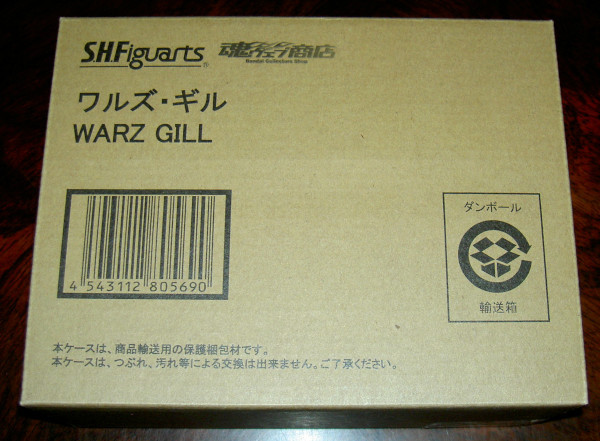 S.H.Figuarts 魂ウェブ商店
Bandai Collectors Shop
ワルズ・ギル
WARZ GILL
4 543112 805690
ダンボール
輸送箱
本ケースは、商品輸送用の保護梱包材です。
本ケースは、つぶれ、汚れ等による交換は出来ません。ご了承ください。